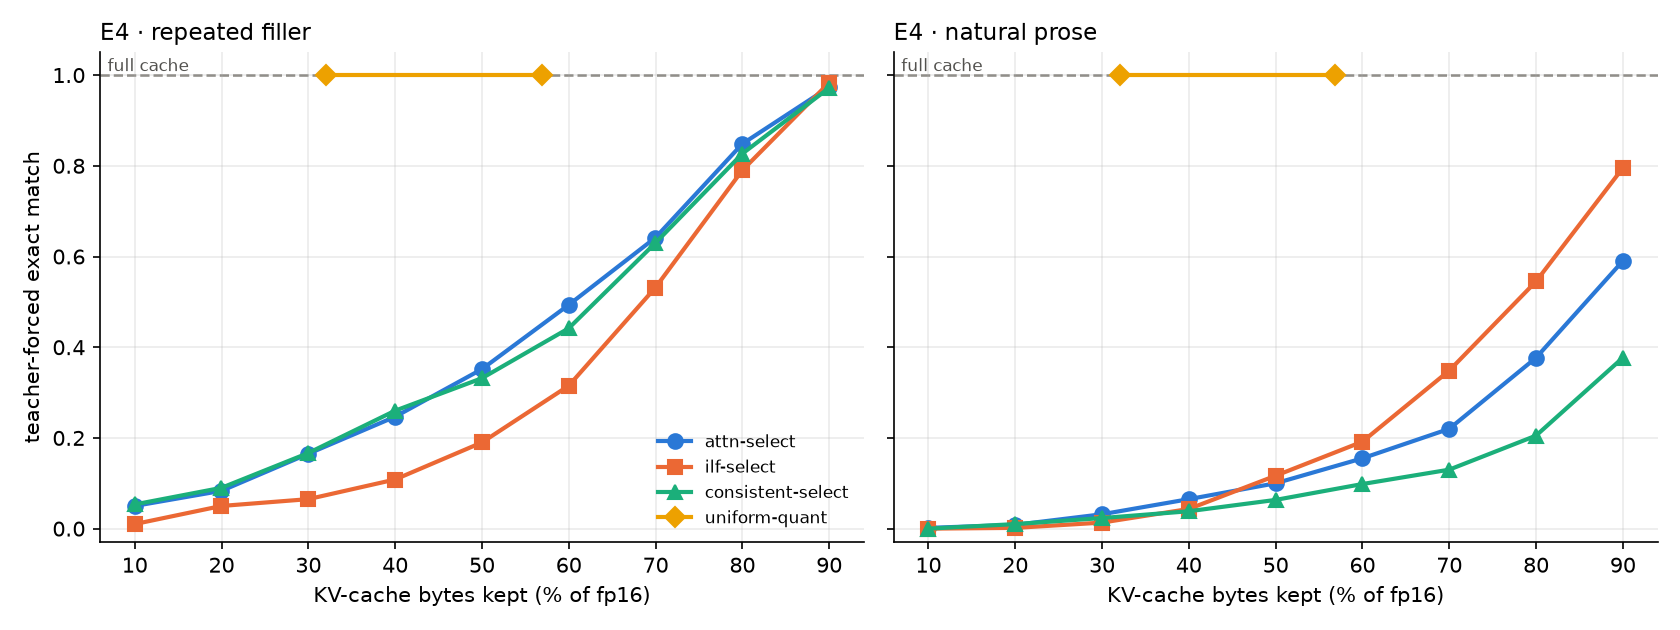 E4 · repeated filler
full cache
1.0
0.8
0.6
0.4
0.2
0.0
teacher-forced exact match
10 20 30 40 50 60 70 80 90
KV-cache bytes kept (% of fp16)
attn-select
ilf-select
consistent-select
uniform-quant
E4 · natural prose
full cache
10 20 30 40 50 60 70 80 90
KV-cache bytes kept (% of fp16)